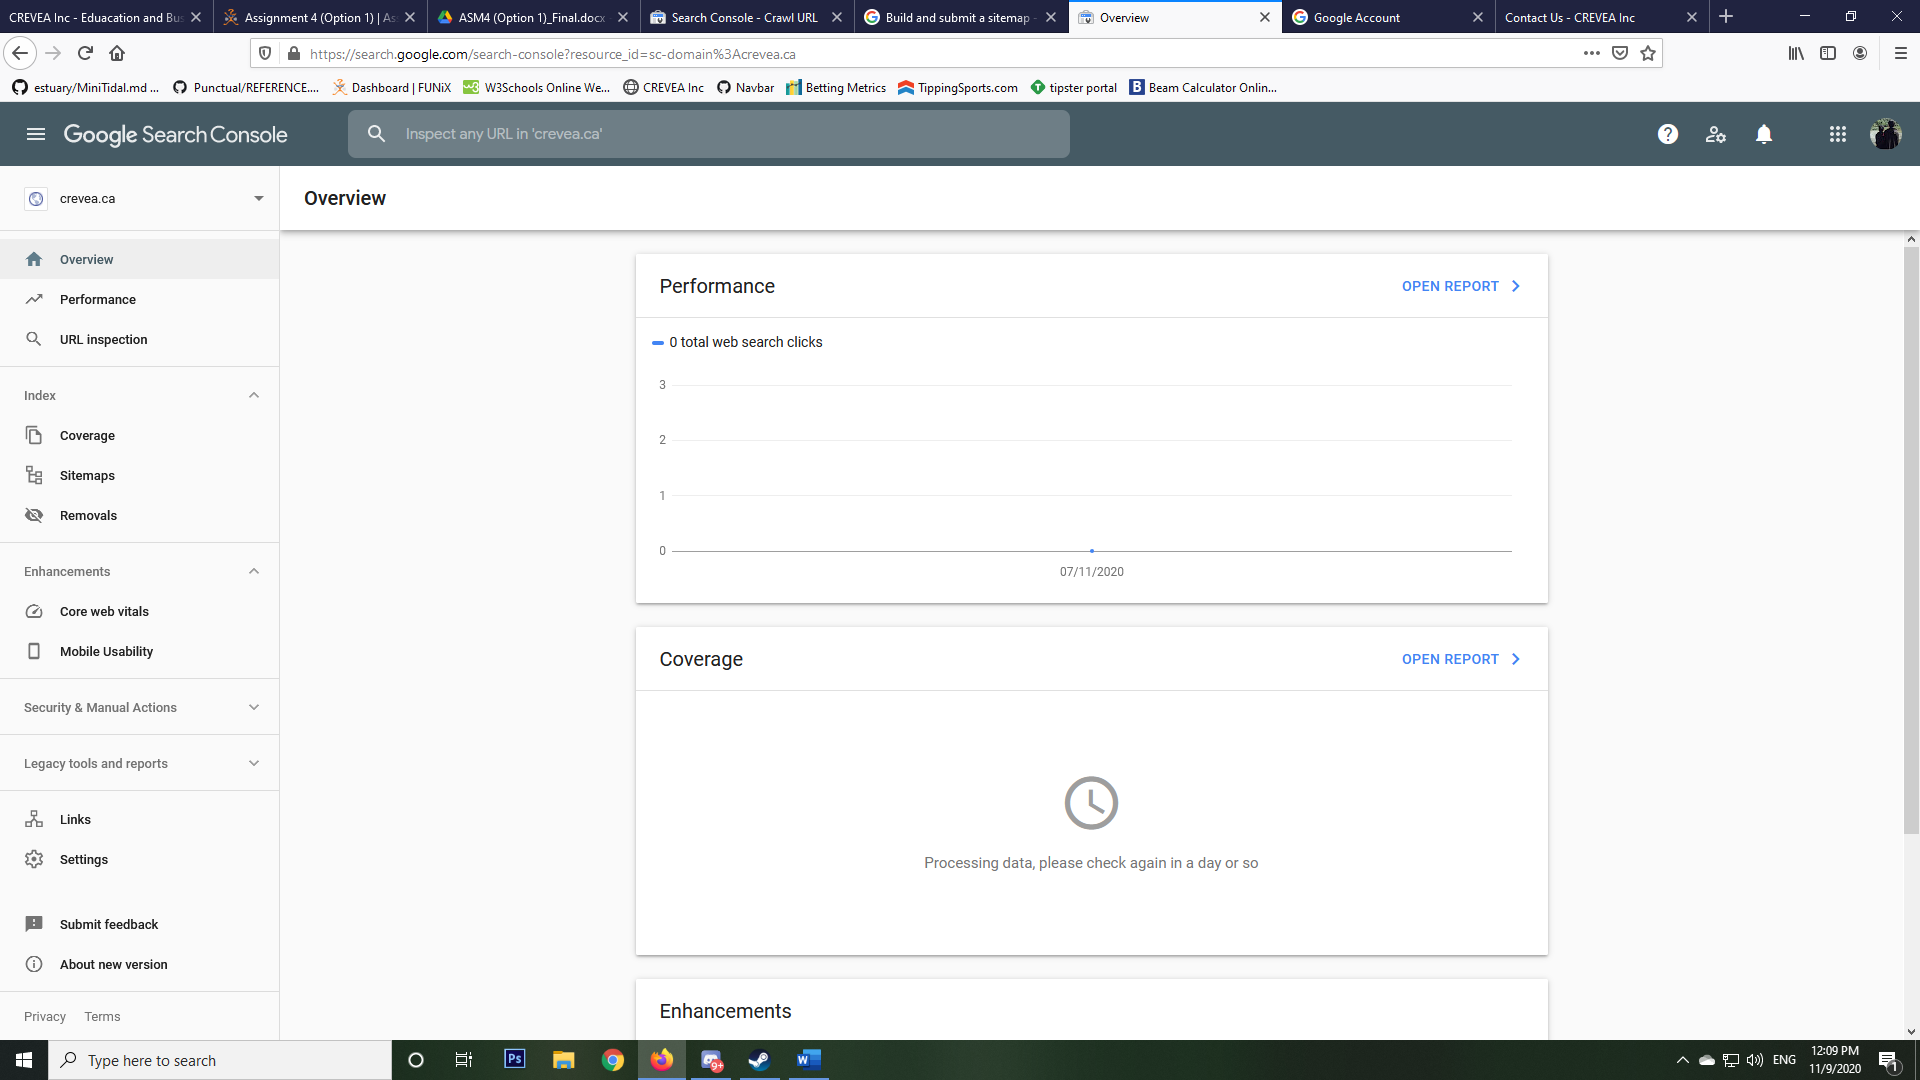 CREVEA Inc - Eduacation and Bus
Assignment 4 (Option 1) | As
ASM4 (Option 1)_Final.docx
Search Console - Crawl URL
Build and submit a sitemap -
Overview
Google Account
Contact Us - CREVEA Inc
https://search.google.com/search-console?resource_id=sc-domain%3Acrevea.ca
estuary/MiniTidal.md ...
Punctual/REFERENCE....
Dashboard | FUNiX
W3Schools Online We...
CREVEA Inc
Navbar
Betting Metrics
TippingSports.com
tipster portal
Beam Calculator Onlin...
Google Search Console
Inspect any URL in 'crevea.ca'
crevea.ca
Overview
Overview
Performance
URL inspection
Index
Coverage
Sitemaps
Removals
Enhancements
Core web vitals
Mobile Usability
Security & Manual Actions
Legacy tools and reports
Links
Settings
Submit feedback
About new version
Privacy Terms
Performance
OPEN REPORT
0 total web search clicks
3
2
1
0
07/11/2020
Coverage
OPEN REPORT
Processing data, please check again in a day or so
Enhancements
Type here to search
Ps
9+
W
ENG
12:09 PM
11/9/2020
1